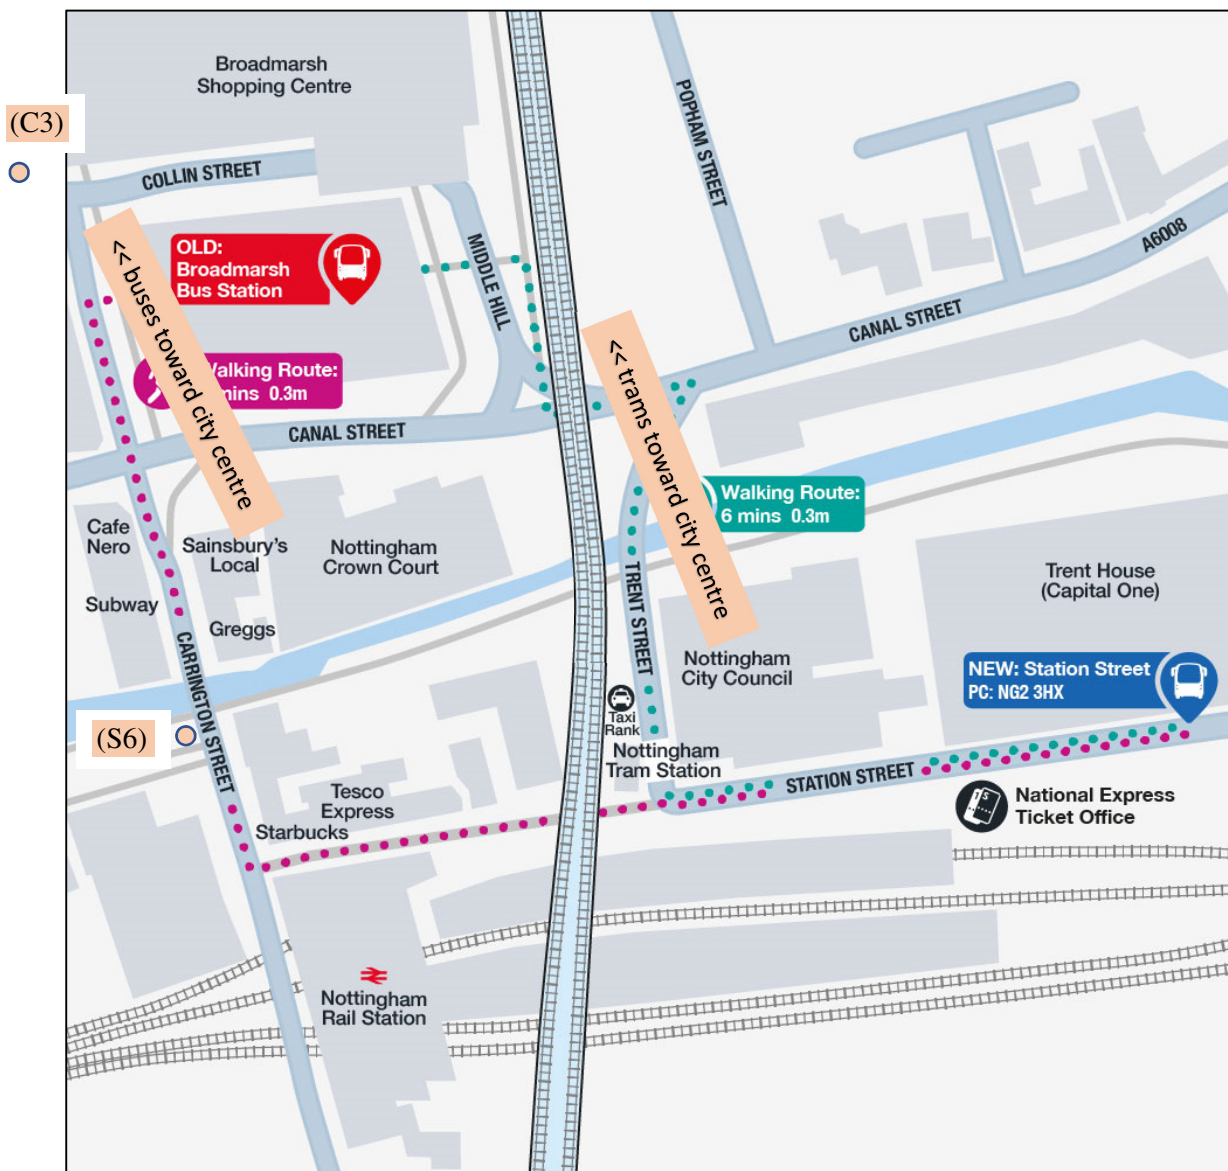 Broadmarsh
Shopping Centre
(C3)
COLLIN STREET
POPHAM STREET
A6008
OLD:
Broadmarsh
Bus Station
MIDDLE HILL
<< buses toward city centre
<< trams toward city centre
CANAL STREET
Walking Route:
mins 0.3m
CANAL STREET
Walking Route:
6 mins 0.3m
Cafe
Nero
Sainsbury's
Local
Nottingham
Crown Court
Subway
Greggs
TRENT STREET
Trent House
(Capital One)
CARRINGTON STREET
Nottingham
City Council
NEW: Station Street
PC: NG2 3HX
(S6)
Taxi
Rank
Nottingham
Tram Station
STATION STREET
Tesco
Express
Starbucks
National Express
Ticket Office
Nottingham
Rail Station